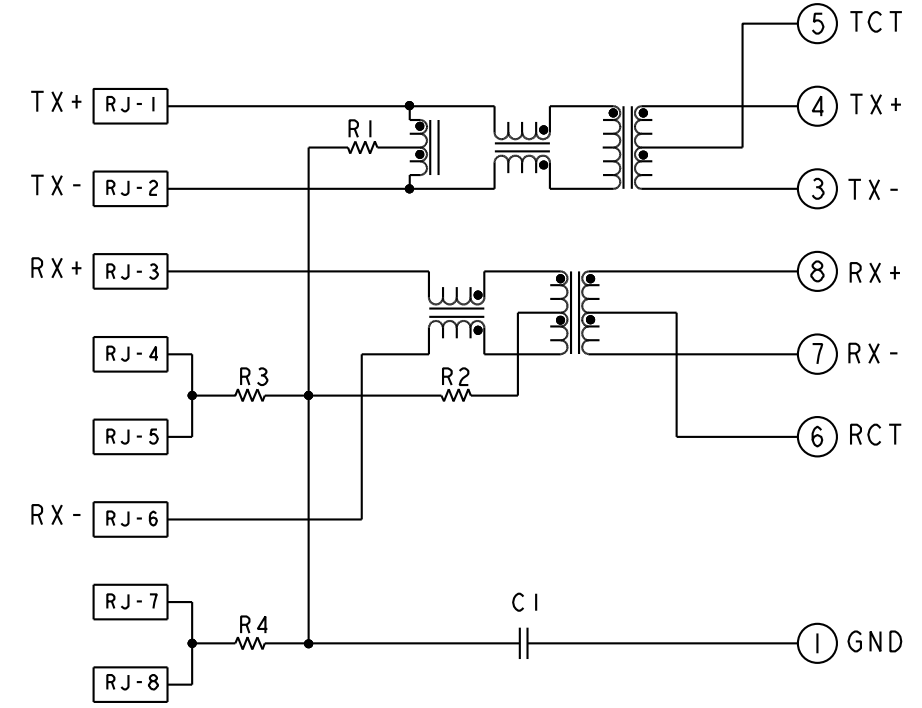 5 TCT
TX+ RJ-1 4 TX+
R1
TX- RJ-2 3 TX-
RX+ RJ-3 8 RX+
RJ-4 7 RX-
R3 R2
RJ-5 6 RCT
RX- RJ-6
RJ-7 C1
R4 1 GND
RJ-8